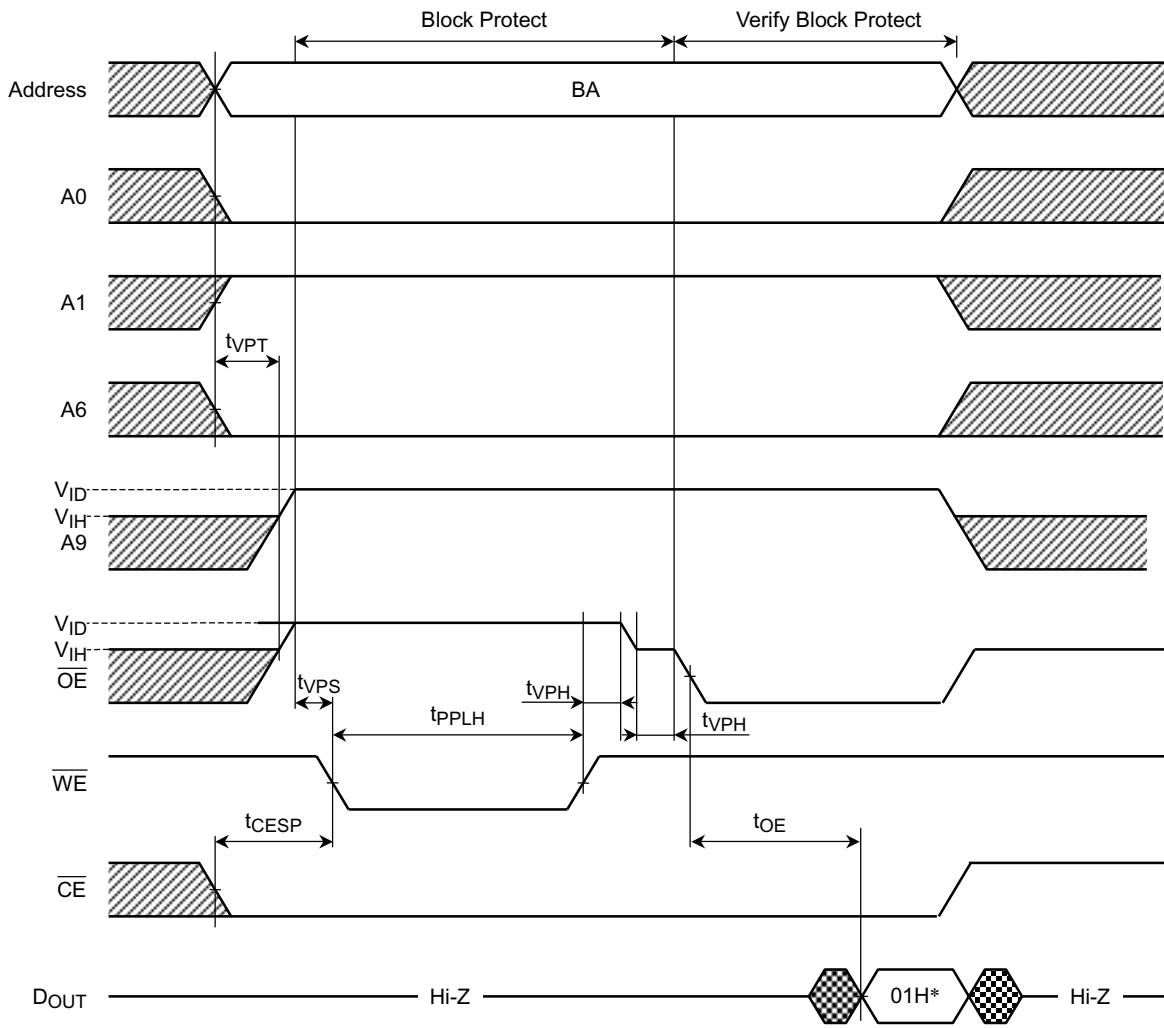 Block Protect Verify Block Protect
Address BA
A0
A1
tVPT
A6
VID
VIH
A9
VID
VIH
OE
tVPS tVPH
tPPLH tVPH
WE
tCESP tOE
CE
DOUT Hi-Z 01H* Hi-Z